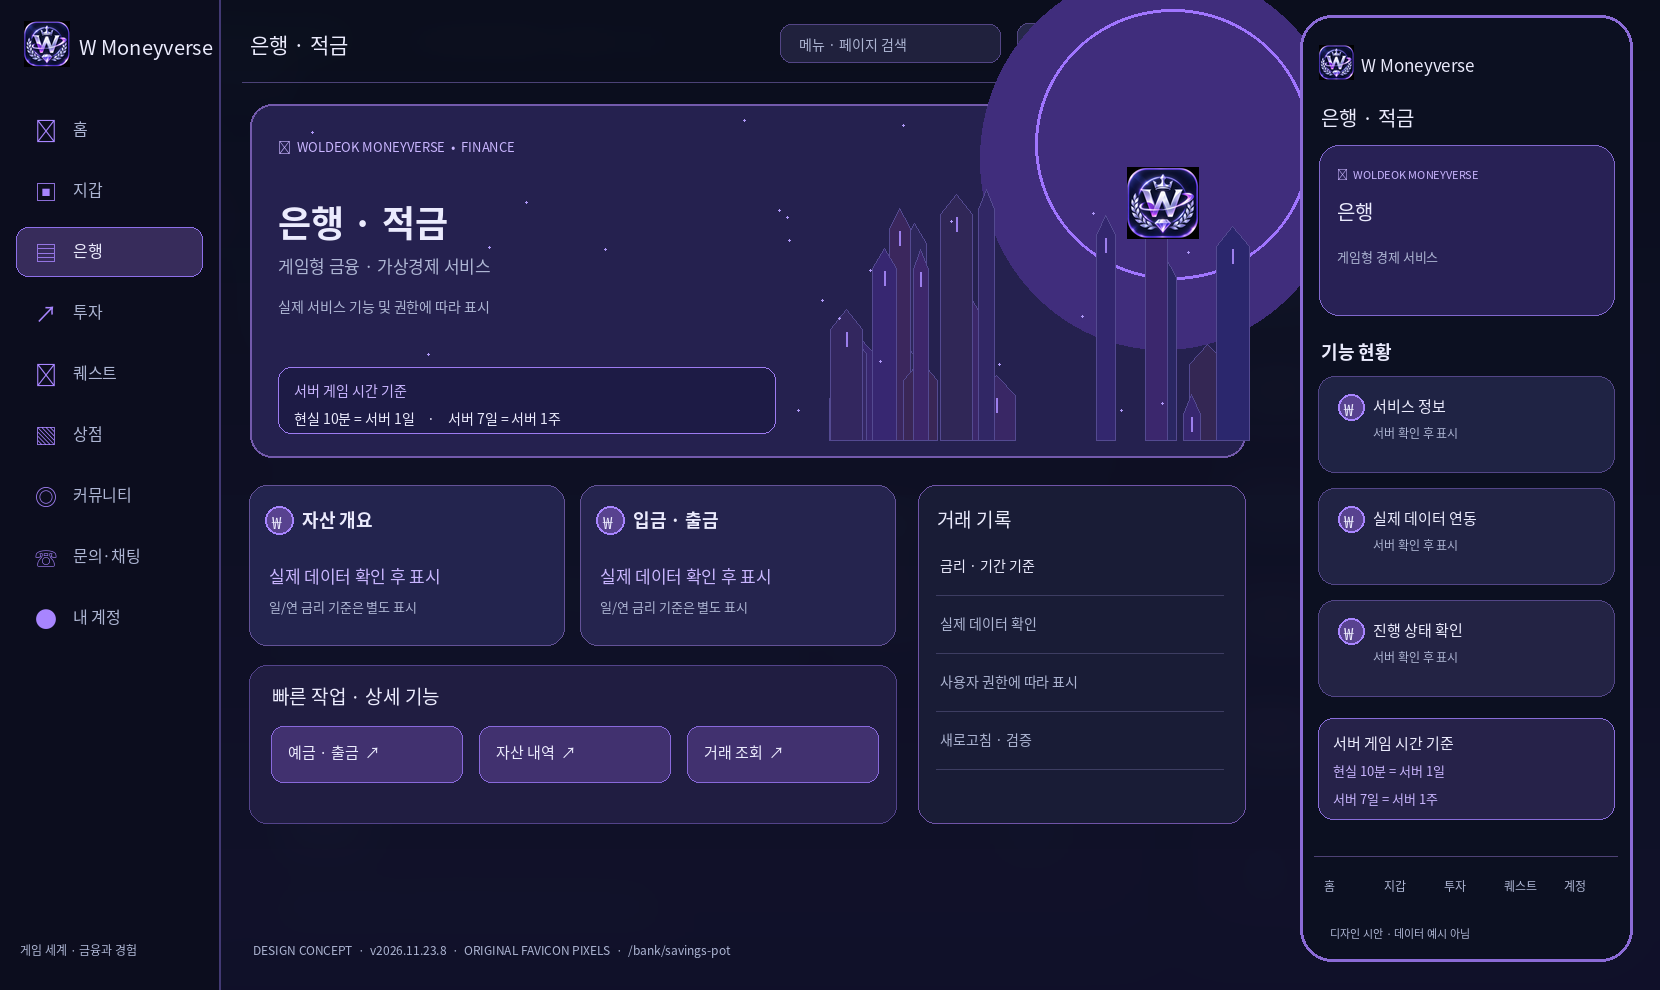 W Moneyverse
홈
지갑
은행
투자
퀘스트
상점
커뮤니티
문의·채팅
내 계정
게임 세계 · 금융과 경험
은행 · 적금
메뉴 · 페이지 검색
WOLDEOK MONEYVERSE • FINANCE
은행 · 적금
게임형 금융 · 가상경제 서비스
실제 서비스 기능 및 권한에 따라 표시
서버 게임 시간 기준
현실 10분 = 서버 1일 · 서버 7일 = 서버 1주
W
₩ 자산 개요
실제 데이터 확인 후 표시
일/연 금리 기준은 별도 표시
₩ 입금 · 출금
실제 데이터 확인 후 표시
일/연 금리 기준은 별도 표시
거래 기록
금리 · 기간 기준
실제 데이터 확인
사용자 권한에 따라 표시
새로고침 · 검증
빠른 작업 · 상세 기능
예금 · 출금 ↗
자산 내역 ↗
거래 조회 ↗
DESIGN CONCEPT · v2026.11.23.8 · ORIGINAL FAVICON PIXELS · /bank/savings-pot
W Moneyverse
은행 · 적금
WOLDEOK MONEYVERSE
은행
게임형 경제 서비스
기능 현황
₩ 서비스 정보
서버 확인 후 표시
₩ 실제 데이터 연동
서버 확인 후 표시
₩ 진행 상태 확인
서버 확인 후 표시
서버 게임 시간 기준
현실 10분 = 서버 1일
서버 7일 = 서버 1주
홈 지갑 투자 퀘스트 계정
디자인 시안 · 데이터 예시 아님